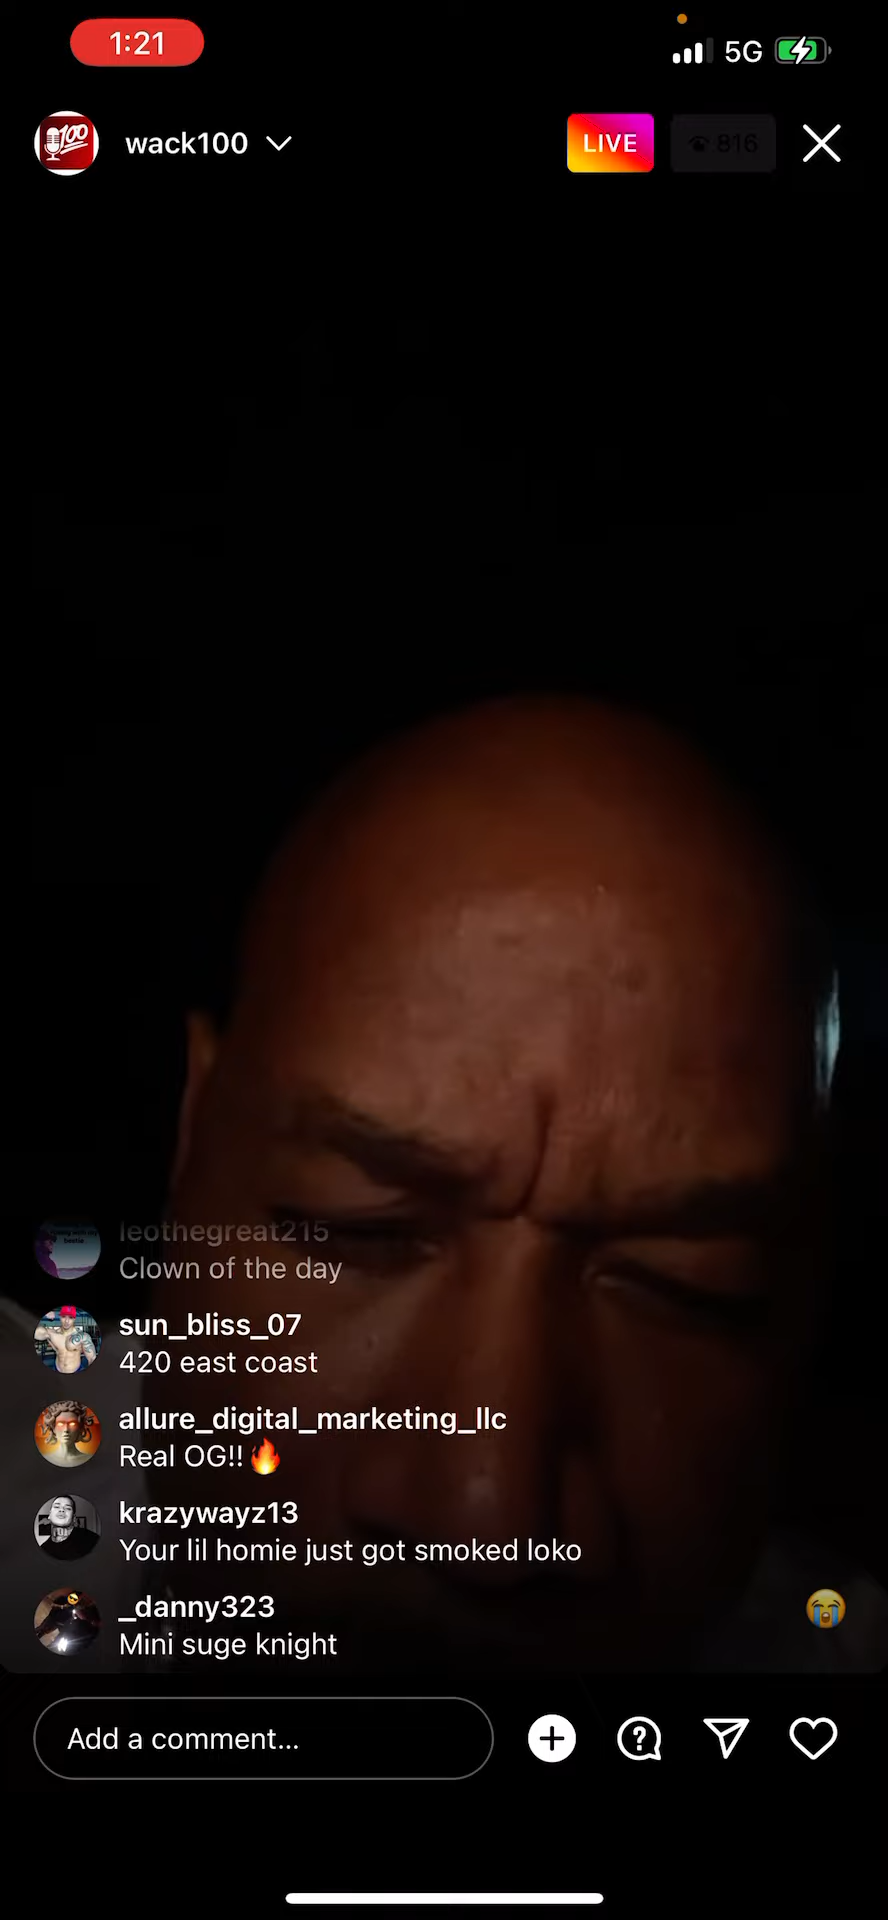 1:21
5G
100
wack100
LIVE
816
leothegreat215
Clown of the day
sun_bliss_07
420 east coast
allure_digital_marketing_llc
Real OG!!🔥
krazywayz13
Your lil homie just got smoked loko
_danny323
Mini suge knight
😭
Add a comment...